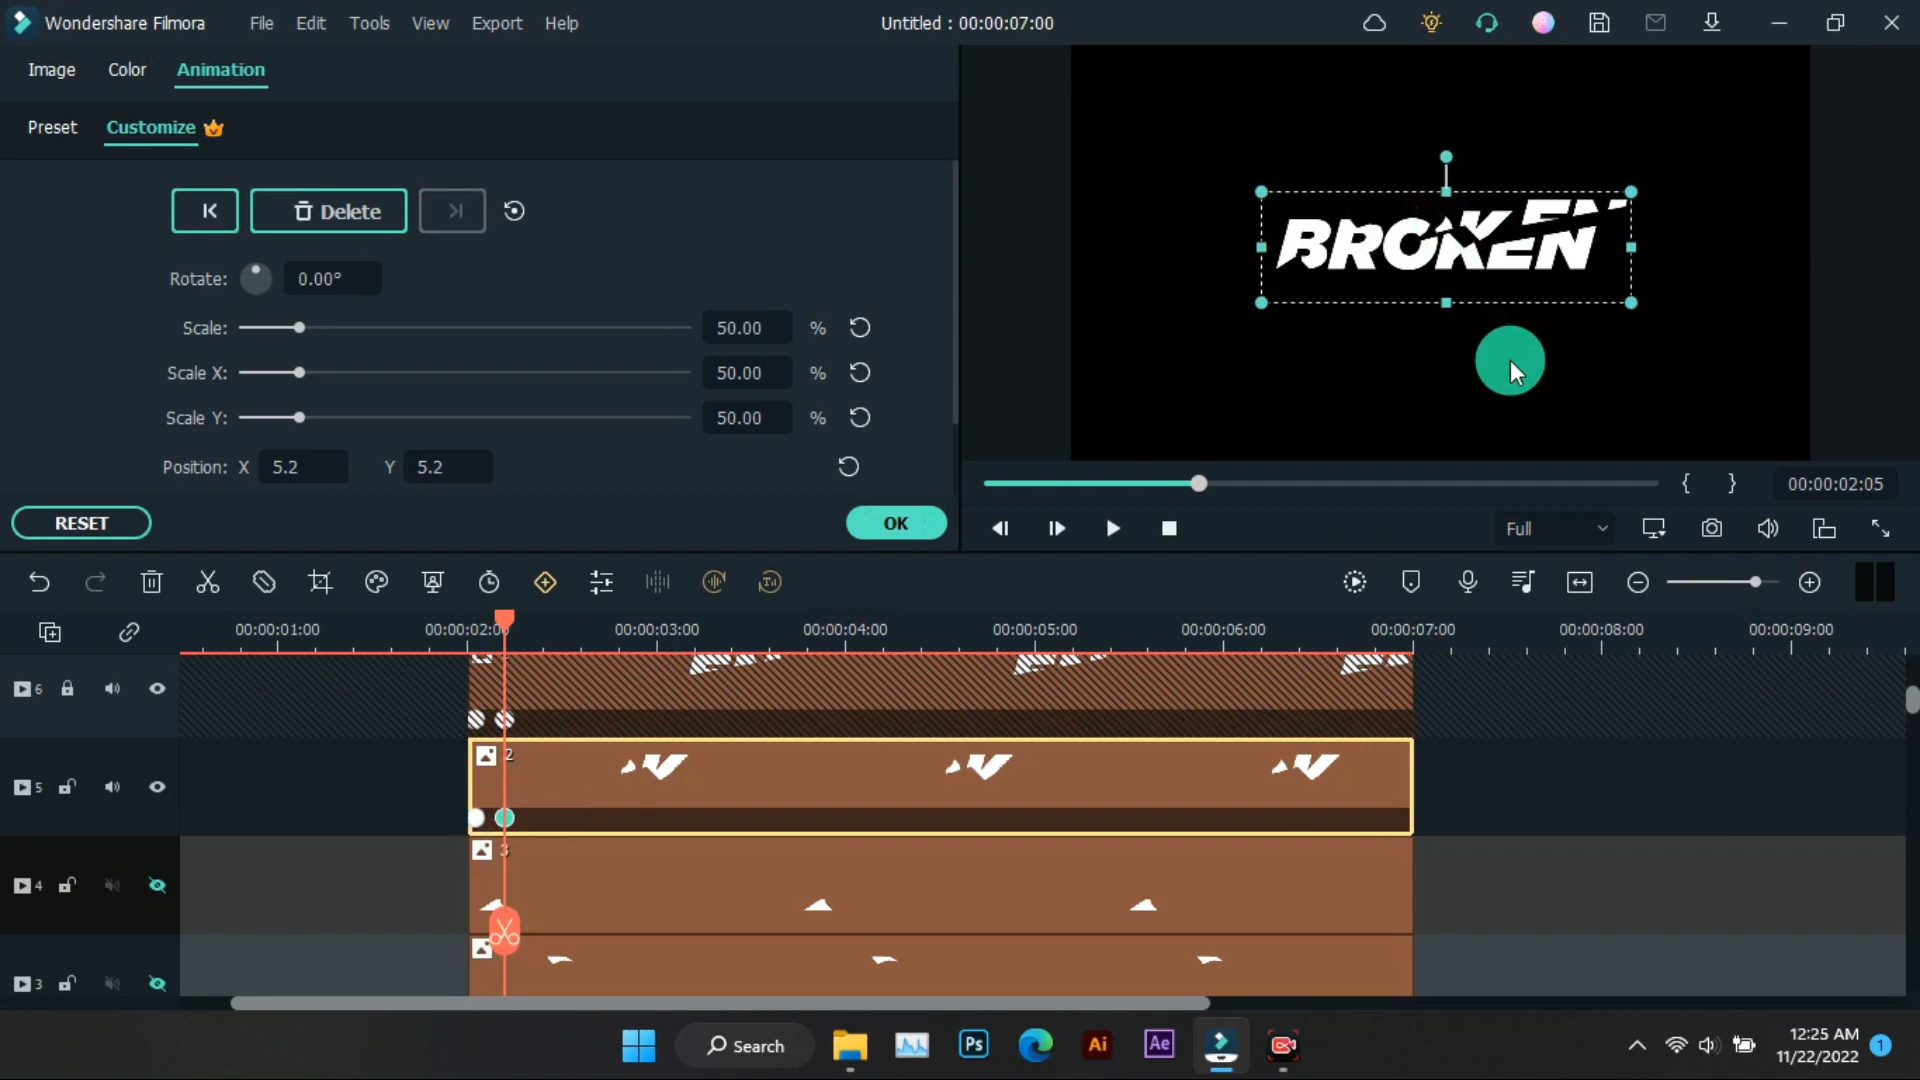 Wondershare Filmora File Edit Tools View Export Help Untitled : 00:00:07:00
Image Color Animation
Preset Customize
Delete
Rotate: 0.00°
Scale: 50.00 %
Scale X: 50.00 %
Scale Y: 50.00 %
Position: X 5.2 Y 5.2
RESET OK
BROKEN
{ } 00:00:02:05
Full
00:00:01:00 00:00:02:00 00:00:03:00 00:00:04:00 00:00:05:00 00:00:06:00 00:00:07:00 00:00:08:00 00:00:09:00
6
5 2
4 3
3
Search Ps Ai Ae
12:25 AM
11/22/2022 1